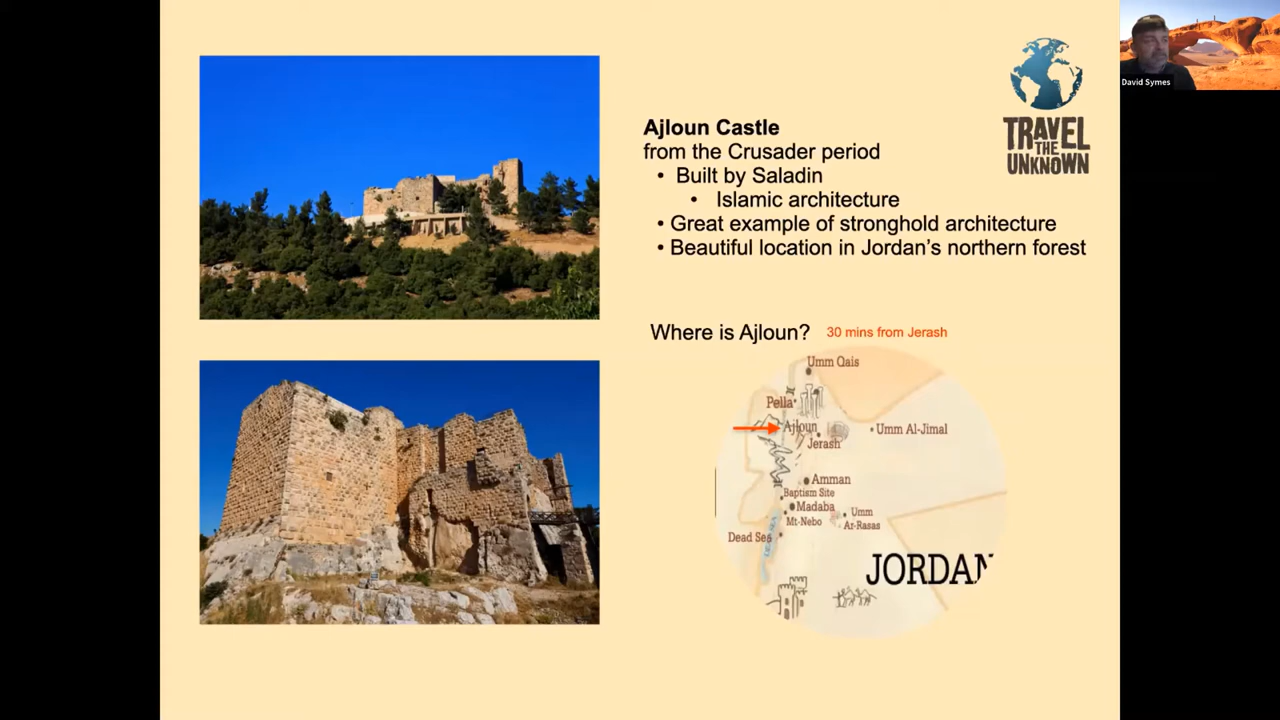 David Symes
TRAVEL
THE
UNKNOWN
Ajloun Castle
from the Crusader period
• Built by Saladin
• Islamic architecture
• Great example of stronghold architecture
• Beautiful location in Jordan's northern forest
Where is Ajloun? 30 mins from Jerash
Umm Qais
Pella
Ajloun
Umm Al-Jimal
Jerash
Amman
Baptism Site
Madaba
Umm
Mt-Nebo
Ar-Rasas
Dead Sea
JORDAN